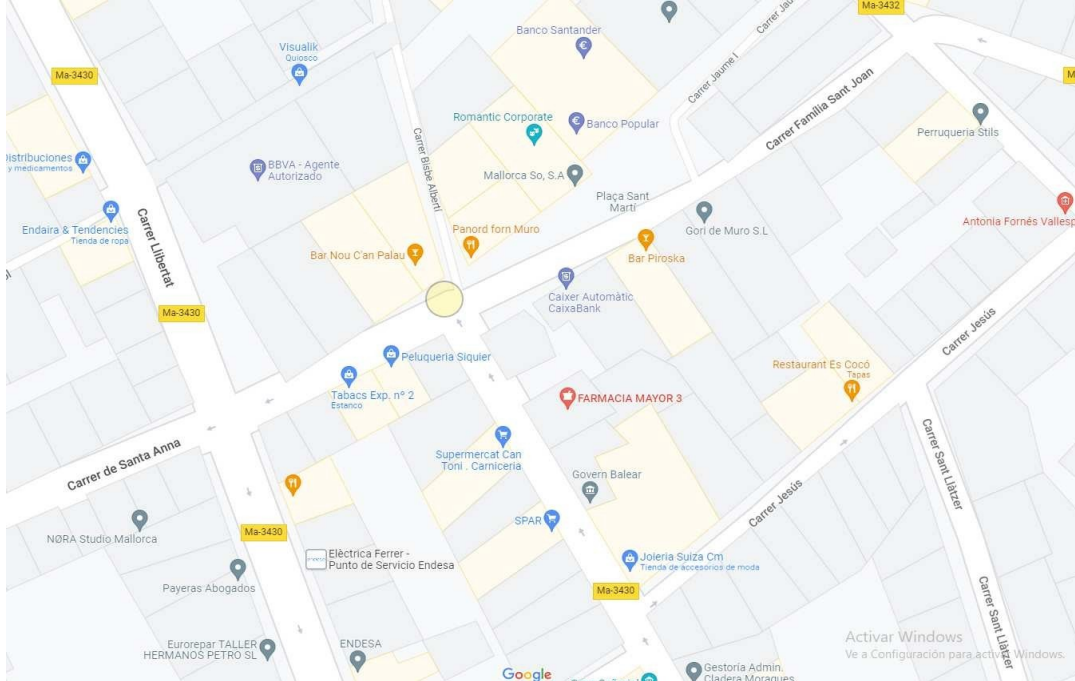 Ma-3432
Carrer Jaume I
Banco Santander
Visualik
Quiosco
Ma-3430
Carrer Família Sant Joan
Romantic Corporate
Banco Popular
Perruqueria Stils
Carrer Bisbe Albertí
Distribuciones
y medicamentos
BBVA - Agente
Autorizado
Mallorca So, S.A
Plaça Sant
Martí
Endaira & Tendencies
Tienda de ropa
Carrer Llibertat
Panord forn Muro
Gori de Muro S.L
Antonia Fornés Vallesp
Bar Nou C'an Palau
Bar Piroska
Caixer Automàtic
CaixaBank
Ma-3430
Carrer Jesús
Peluqueria Siquier
Restaurant Es Cocó
Tapas
Tabacs Exp. nº 2
Estanco
FARMACIA MAYOR 3
Carrer de Santa Anna
Supermercat Can
Toni . Carniceria
Carrer Sant Llàtzer
Govern Balear
Carrer Jesús
SPAR
NØRA Studio Mallorca
Ma-3430
Elèctrica Ferrer -
Punto de Servicio Endesa
Joieria Suiza Cm
Tienda de accesorios de moda
Payeras Abogados
Ma-3430
Carrer Sant Llàtzer
Eurorepar TALLER
HERMANOS PETRO SL
ENDESA
Activar Windows
Ve a Configuración para activar Windows.
Google
Gestoría Admin.
Cladera Moragues